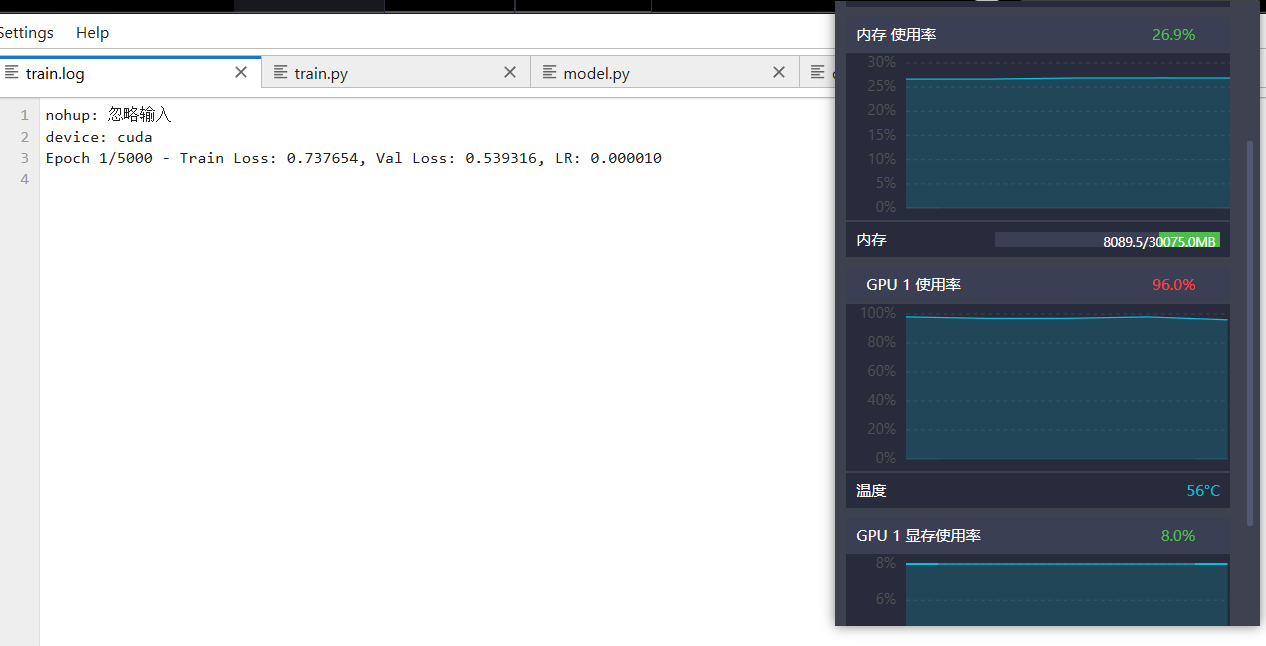 Settings Help
train.log
train.py
model.py
1 nohup: 忽略输入
2 device: cuda
3 Epoch 1/5000 - Train Loss: 0.737654, Val Loss: 0.539316, LR: 0.000010
4
内存 使用率 26.9%
30%
25%
20%
15%
10%
5%
0%
内存 8089.5/30075.0MB
GPU 1 使用率 96.0%
100%
80%
60%
40%
20%
0%
温度 56°C
GPU 1 显存使用率 8.0%
8%
6%